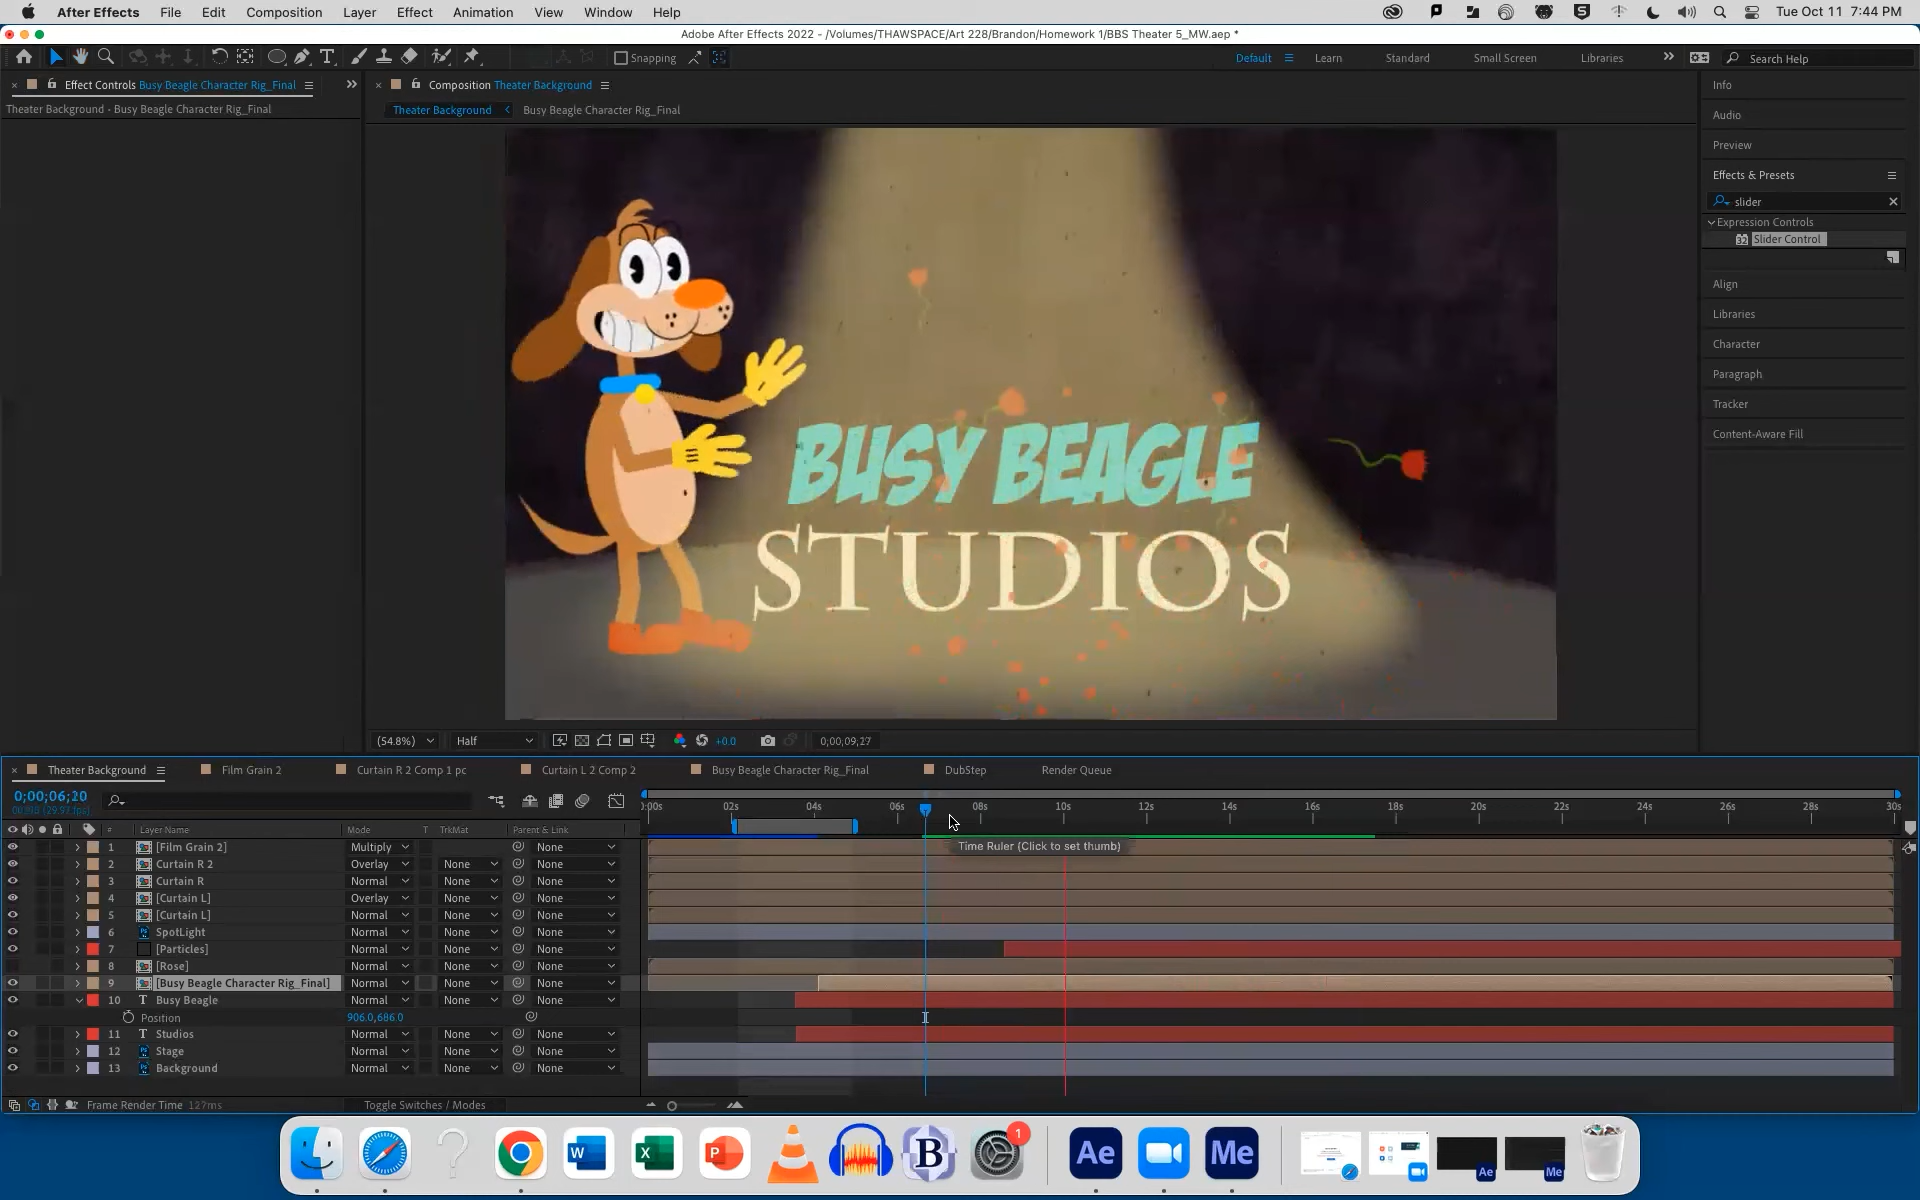 After Effects File Edit Composition Layer Effect Animation View Window Help Tue Oct 11 7:44 PM
Adobe After Effects 2022 - /Volumes/THAWSPACE/Art 228/Brandon/Homework 1/BBS Theater 5_MW.aep *
Snapping Default Learn Standard Small Screen Libraries Search Help
Effect Controls Busy Beagle Character Rig_Final
Composition Theater Background
Theater Background - Busy Beagle Character Rig_Final
Theater Background Busy Beagle Character Rig_Final
BUSY BEAGLE
STUDIOS
Info
Audio
Preview
Effects & Presets
slider
Expression Controls
32 Slider Control
Align
Libraries
Character
Paragraph
Tracker
Content-Aware Fill
(54.8%) Half +0.0 0;00;09;27
Theater Background Film Grain 2 Curtain R 2 Comp 1 pc Curtain L 2 Comp 2 Busy Beagle Character Rig_Final DubStep Render Queue
0;00;06;20
:00s 02s 04s 06s 08s 10s 12s 14s 16s 18s 20s 22s 24s 26s 28s 30s
# Layer Name Mode T TrkMat Parent & Link
Time Ruler (Click to set thumb)
1 [Film Grain 2] Multiply None
2 Curtain R 2 Overlay None None
3 Curtain R Normal None None
4 [Curtain L] Overlay None None
5 [Curtain L] Normal None None
6 SpotLight Normal None None
7 [Particles] Normal None None
8 [Rose] Normal None None
9 [Busy Beagle Character Rig_Final] Normal None None
10 T Busy Beagle Normal None None
Position 906.0,686.0
11 T Studios Normal None None
12 Stage Normal None None
13 Background Normal None None
Frame Render Time 127ms Toggle Switches / Modes
W X P B 1 Ae Me Ae Me